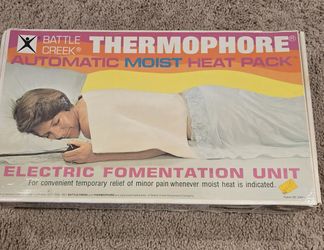 BATTLE CREEK® THERMOPHORE®
AUTOMATIC MOIST HEAT PACK
ELECTRIC FOMENTATION UNIT
For convenient temporary relief of minor pain whenever moist heat is indicated.